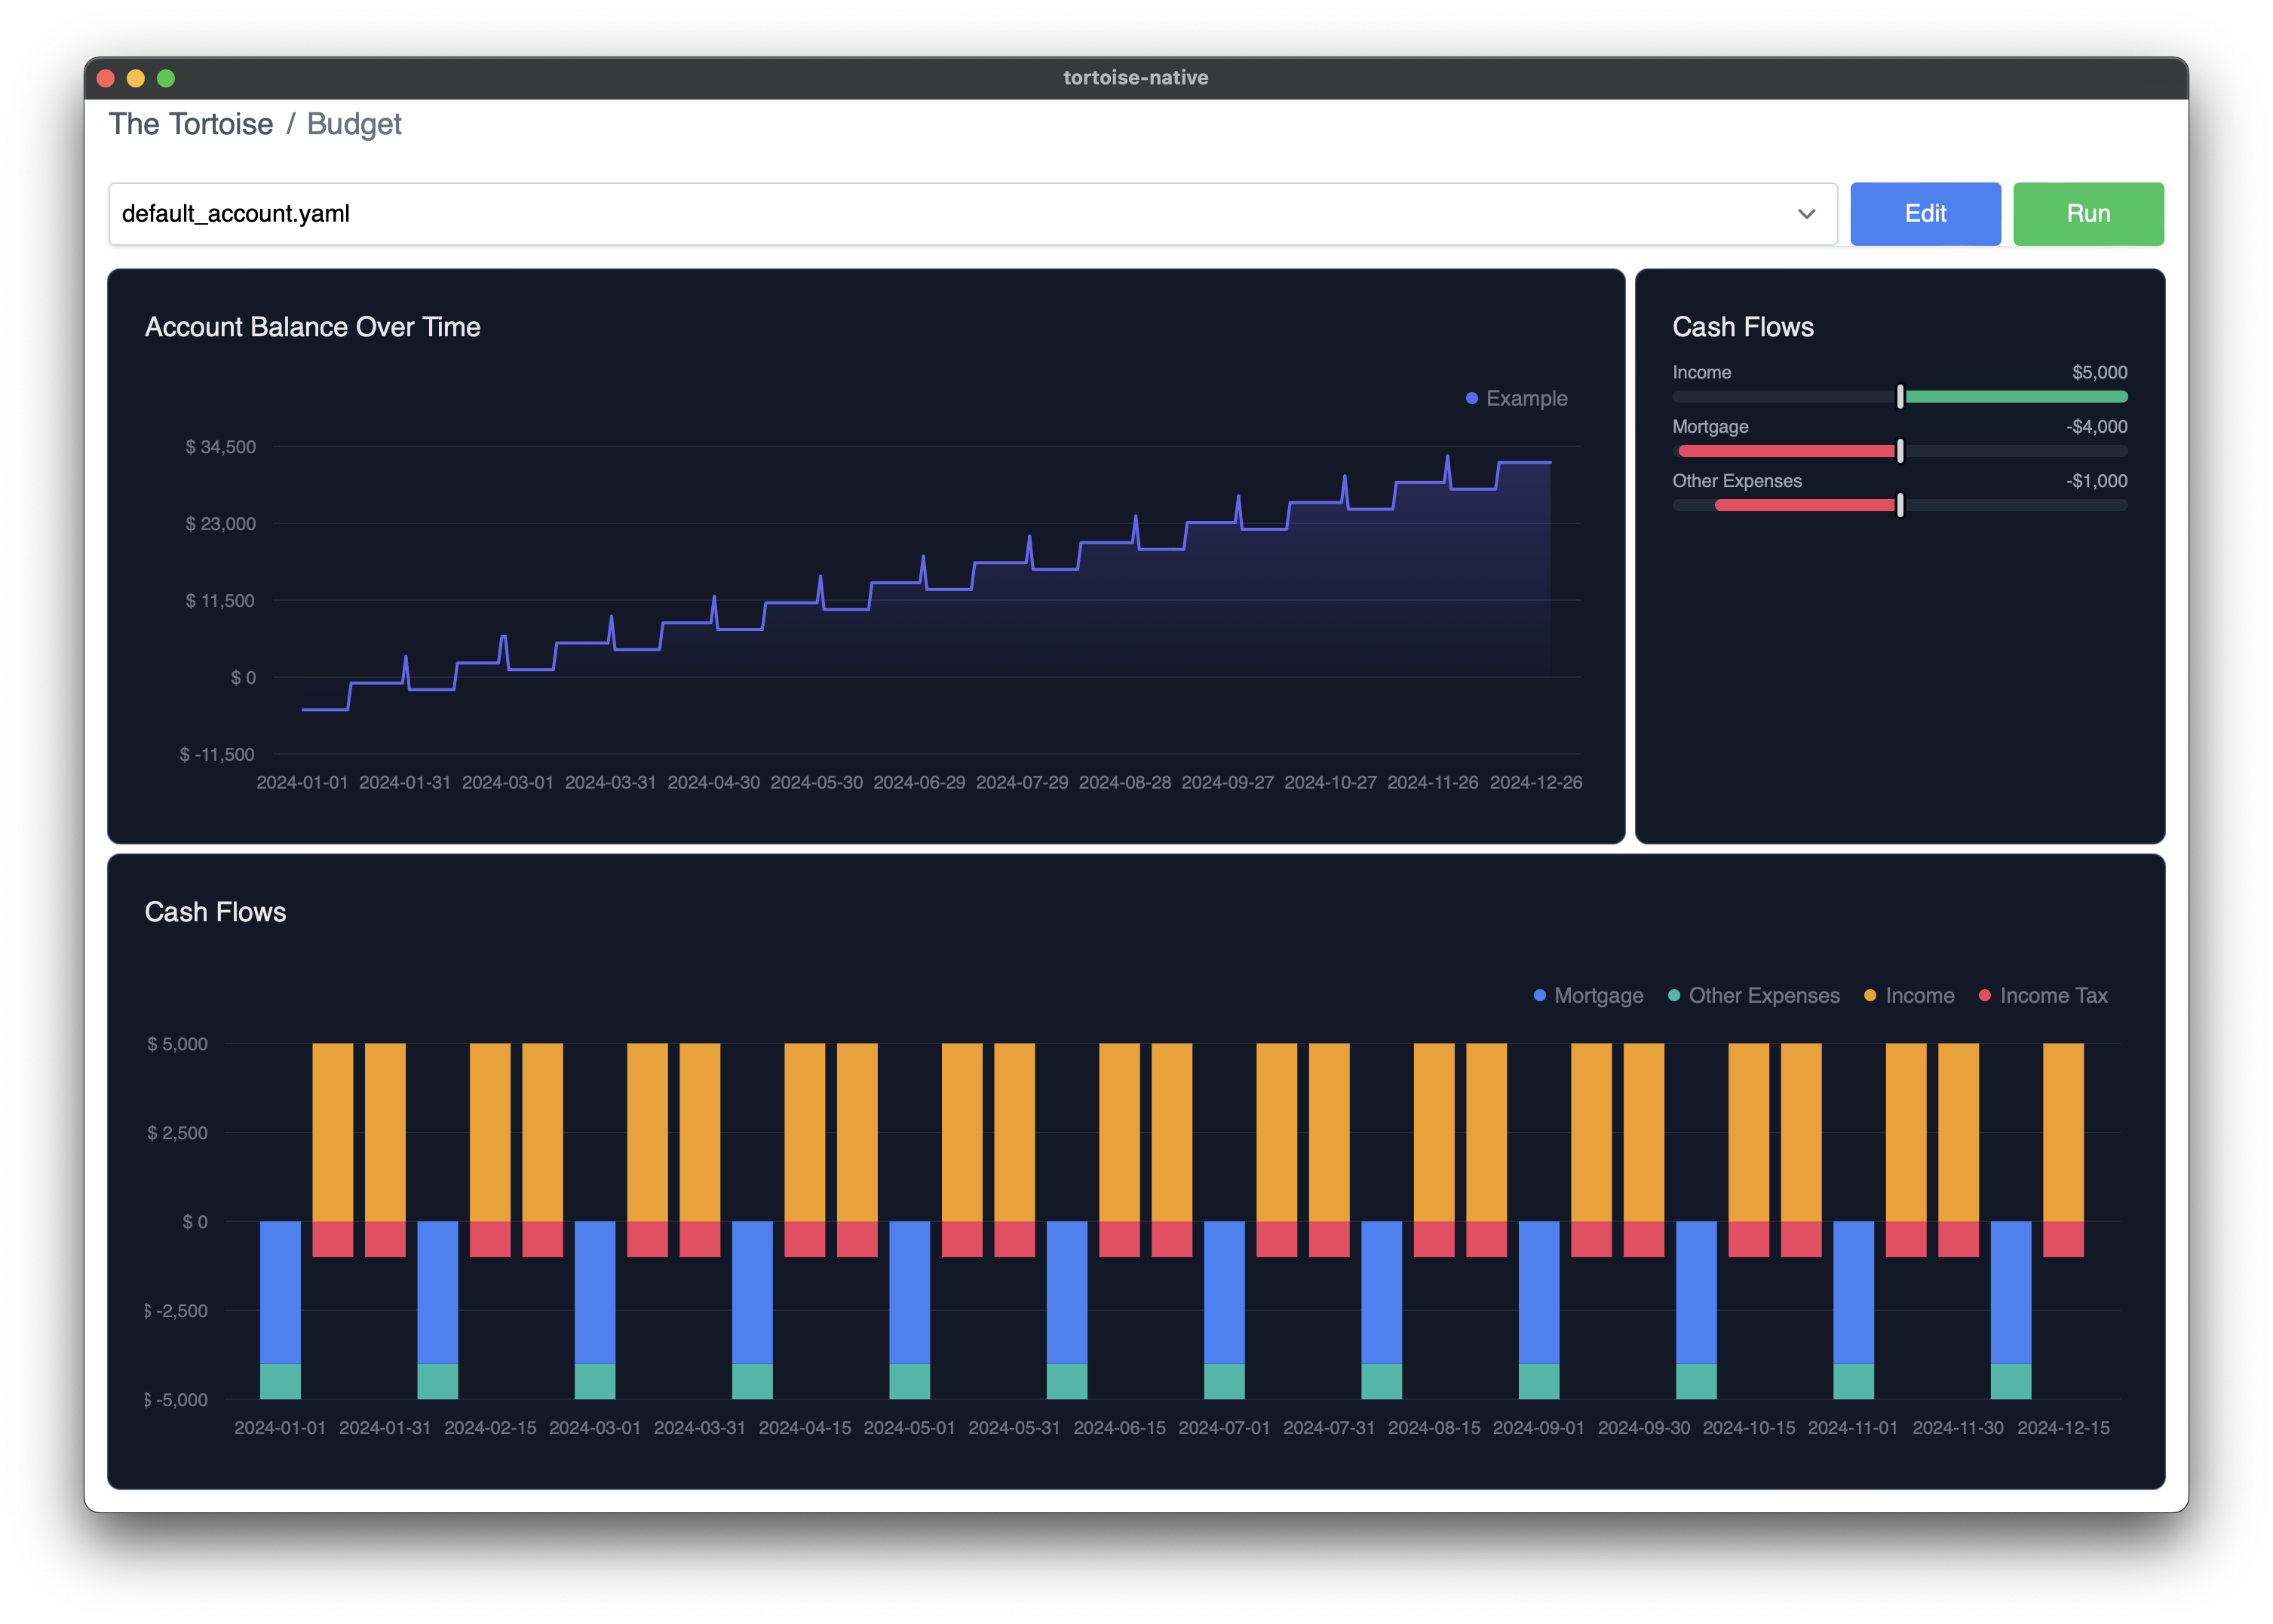 tortoise-native
The Tortoise / Budget
default_account.yaml
Edit
Run
Account Balance Over Time
Example
$ 34,500
$ 23,000
$ 11,500
$ 0
$ -11,500
2024-01-01 2024-01-31 2024-03-01 2024-03-31 2024-04-30 2024-05-30 2024-06-29 2024-07-29 2024-08-28 2024-09-27 2024-10-27 2024-11-26 2024-12-26
Cash Flows
Income $5,000
Mortgage -$4,000
Other Expenses -$1,000
Cash Flows
Mortgage Other Expenses Income Income Tax
$ 5,000
$ 2,500
$ 0
$ -2,500
$ -5,000
2024-01-01 2024-01-31 2024-02-15 2024-03-01 2024-03-31 2024-04-15 2024-05-01 2024-05-31 2024-06-15 2024-07-01 2024-07-31 2024-08-15 2024-09-01 2024-09-30 2024-10-15 2024-11-01 2024-11-30 2024-12-15